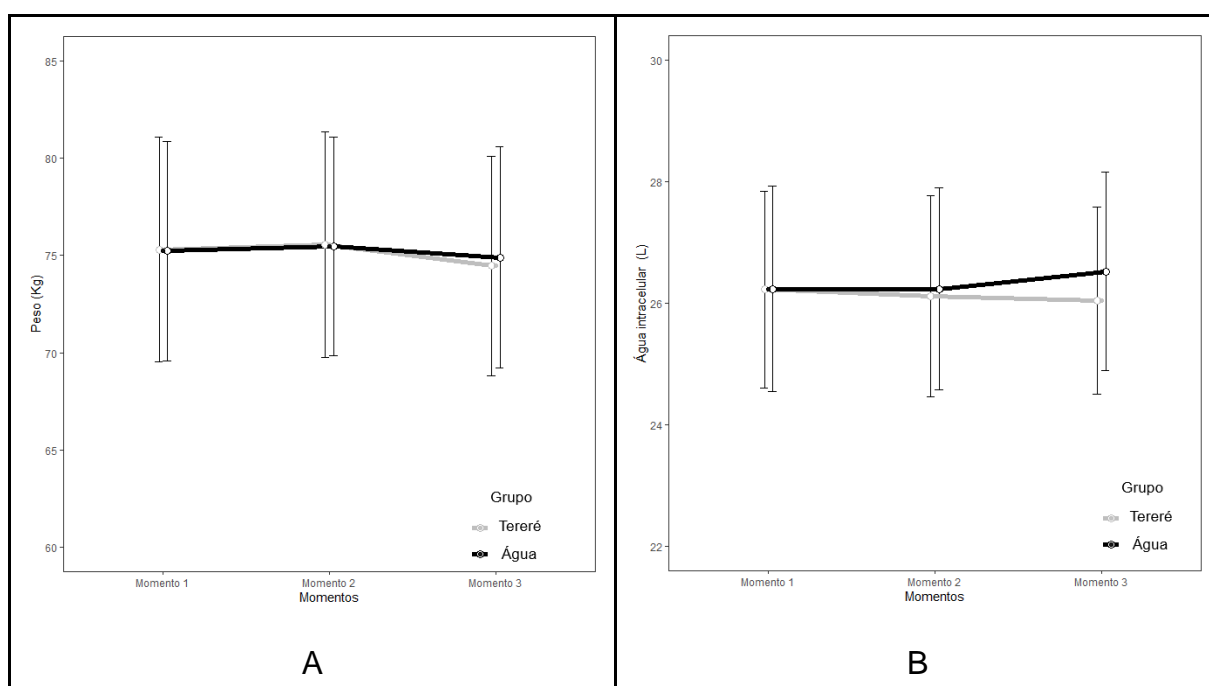 85
80
75
70
65
60
Peso (Kg)
Momento 1
Momento 2
Momento 3
Momentos
Grupo
Tereré
Água
A
30
28
26
24
22
Água intracelular (L)
Momento 1
Momento 2
Momento 3
Momentos
Grupo
Tereré
Água
B